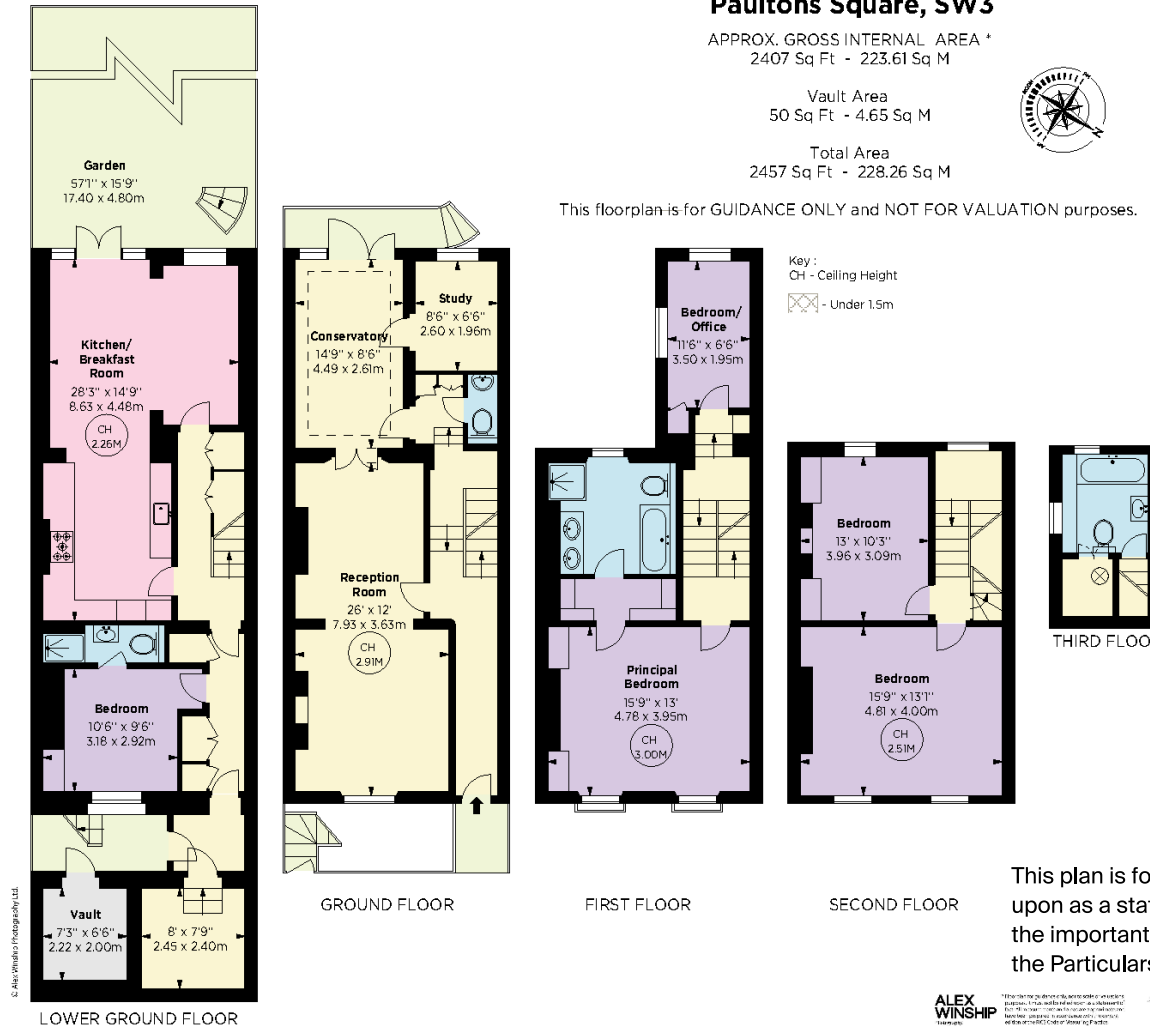 Paultons Square, SW3
APPROX. GROSS INTERNAL AREA *
2407 Sq Ft - 223.61 Sq M
Vault Area
50 Sq Ft - 4.65 Sq M
Total Area
2457 Sq Ft - 228.26 Sq M
N
This floorplan is for GUIDANCE ONLY and NOT FOR VALUATION purposes.
Key :
CH - Ceiling Height
- Under 1.5m
Garden
57'1'' x 15'9''
17.40 x 4.80m
Kitchen/
Breakfast
Room
28'3'' x 14'9''
8.63 x 4.48m
CH
2.26M
Bedroom
10'6'' x 9'6''
3.18 x 2.92m
Vault
7'3'' x 6'6''
2.22 x 2.00m
8' x 7'9''
2.45 x 2.40m
LOWER GROUND FLOOR
Conservatory
14'9'' x 8'6''
4.49 x 2.61m
Study
8'6'' x 6'6''
2.60 x 1.96m
Reception
Room
26' x 12'
7.93 x 3.63m
CH
2.91M
GROUND FLOOR
Bedroom/
Office
11'6'' x 6'6''
3.50 x 1.95m
Principal
Bedroom
15'9'' x 13'
4.78 x 3.95m
CH
3.00M
FIRST FLOOR
Bedroom
13' x 10'3''
3.96 x 3.09m
Bedroom
15'9'' x 13'1''
4.81 x 4.00m
CH
2.51M
SECOND FLOOR
THIRD FLOO
This plan is fo
upon as a stat
the important
the Particulars
© Alex Winship Photography Ltd.
ALEX
WINSHIP